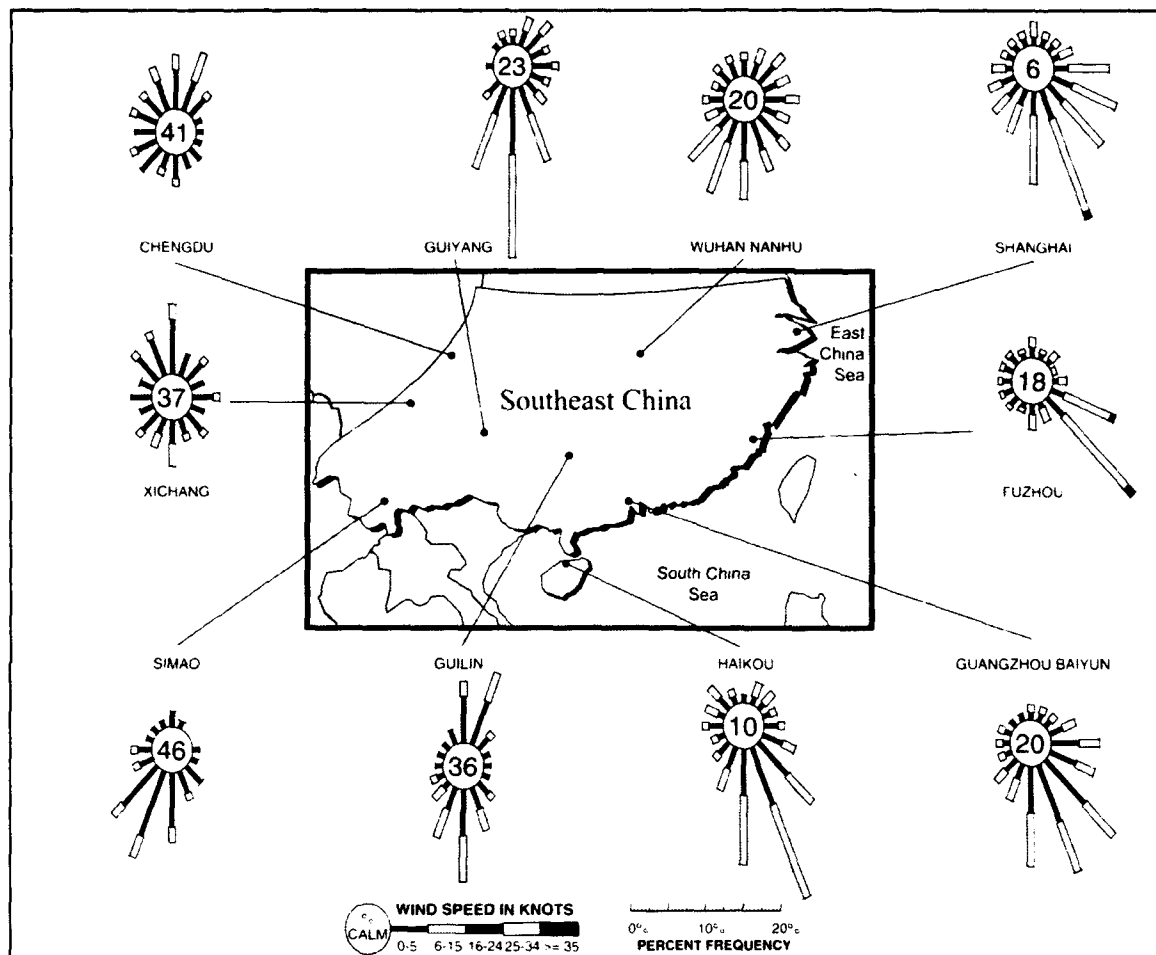 41
23
20
6
CHENGDU
GUIYANG
WUHAN NANHU
SHANGHAI
37
XICHANG
East
China
Sea
Southeast China
18
FUZHOU
South China
Sea
SIMAO
GUILIN
HAIKOU
GUANGZHOU BAIYUN
46
36
10
20
WIND SPEED IN KNOTS
CALM
0-5 6-15 16-24 25-34 >= 35
0% 10% 20%
PERCENT FREQUENCY